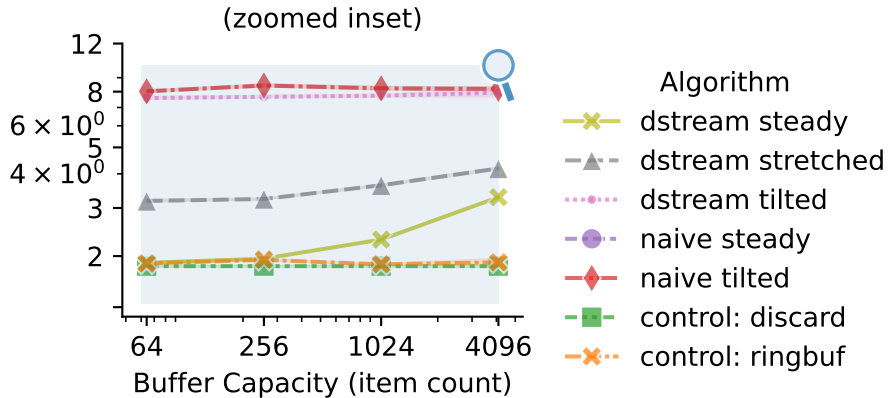 (zoomed inset)
12
8
6 × 10⁰
5
4 × 10⁰
3
2
64 256 1024 4096
Buffer Capacity (item count)
Algorithm
dstream steady
dstream stretched
dstream tilted
naive steady
naive tilted
control: discard
control: ringbuf